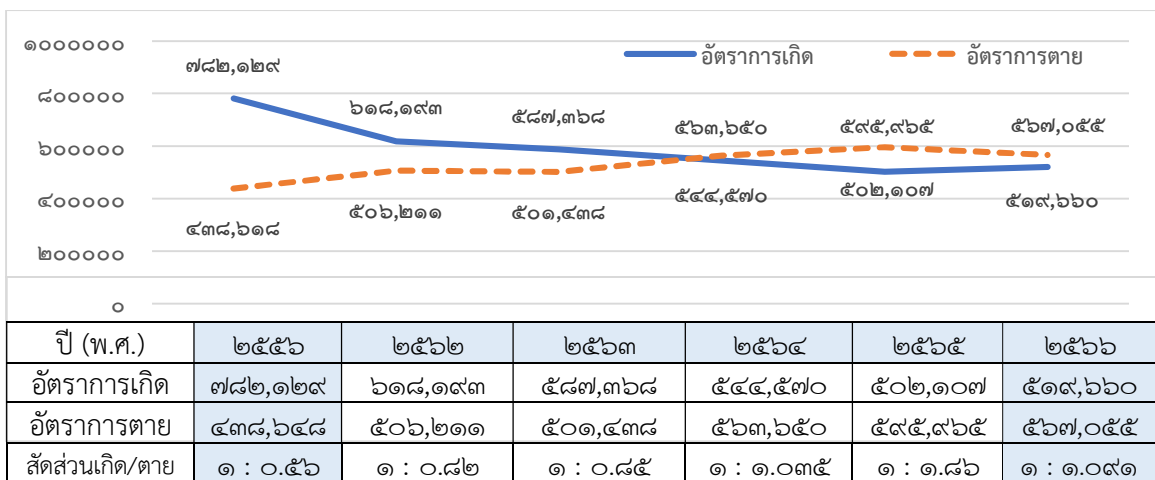 ๑๐๐๐๐๐๐
๘๐๐๐๐๐
๖๐๐๐๐๐
๔๐๐๐๐๐
๒๐๐๐๐๐
๐
อัตราการเกิด อัตราการตาย
๗๘๒,๑๒๙ ๖๑๘,๑๙๓ ๕๘๗,๓๖๘ ๕๖๓,๖๕๐ ๕๙๕,๙๖๕ ๕๖๗,๐๕๕
๔๓๘,๖๑๘ ๕๐๖,๒๑๑ ๕๐๑,๔๓๘ ๕๔๔,๕๗๐ ๕๐๒,๑๐๗ ๕๑๙,๖๖๐
ปี (พ.ศ.) ๒๕๕๖ ๒๕๖๒ ๒๕๖๓ ๒๕๖๔ ๒๕๖๕ ๒๕๖๖
อัตราการเกิด ๗๘๒,๑๒๙ ๖๑๘,๑๙๓ ๕๘๗,๓๖๘ ๕๔๔,๕๗๐ ๕๐๒,๑๐๗ ๕๑๙,๖๖๐
อัตราการตาย ๔๓๘,๖๔๘ ๕๐๖,๒๑๑ ๕๐๑,๔๓๘ ๕๖๓,๖๕๐ ๕๙๕,๙๖๕ ๕๖๗,๐๕๕
สัดส่วนเกิด/ตาย ๑ : ๐.๕๖ ๑ : ๐.๘๒ ๑ : ๐.๘๕ ๑ : ๑.๐๓๕ ๑ : ๑.๘๖ ๑ : ๑.๐๙๑